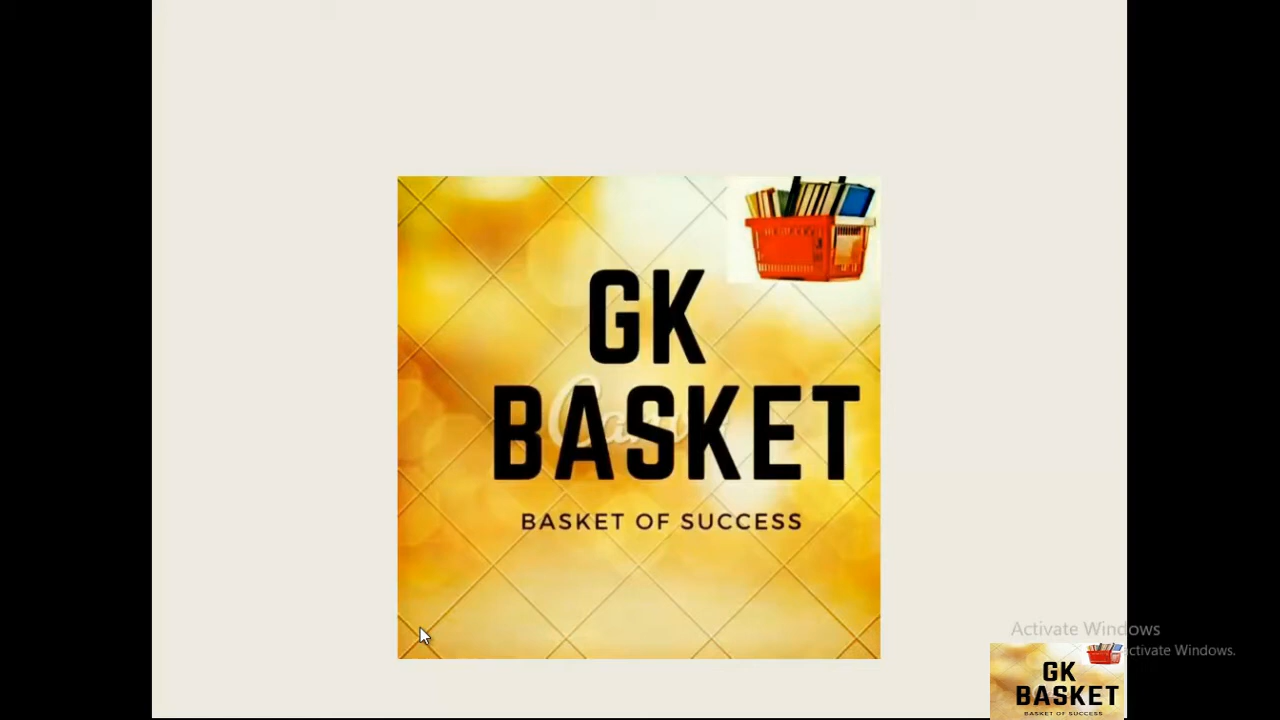 GK
BASKET
BASKET OF SUCCESS
Activate Windows
activate Windows.
GK
BASKET
BASKET OF SUCCESS